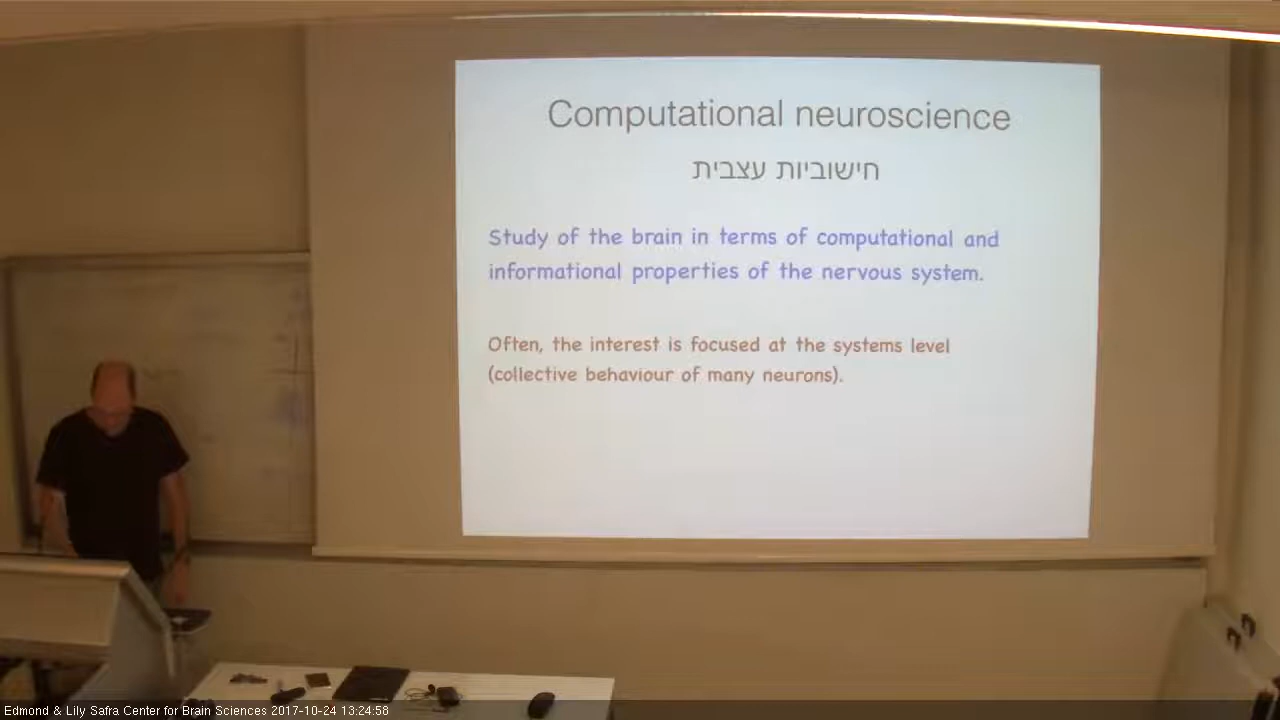 Computational neuroscience
חישוביות עצבית
Study of the brain in terms of computational and
informational properties of the nervous system.
Often, the interest is focused at the systems level
(collective behaviour of many neurons).
Edmond & Lily Safra Center for Brain Sciences 2017-10-24 13:24:58